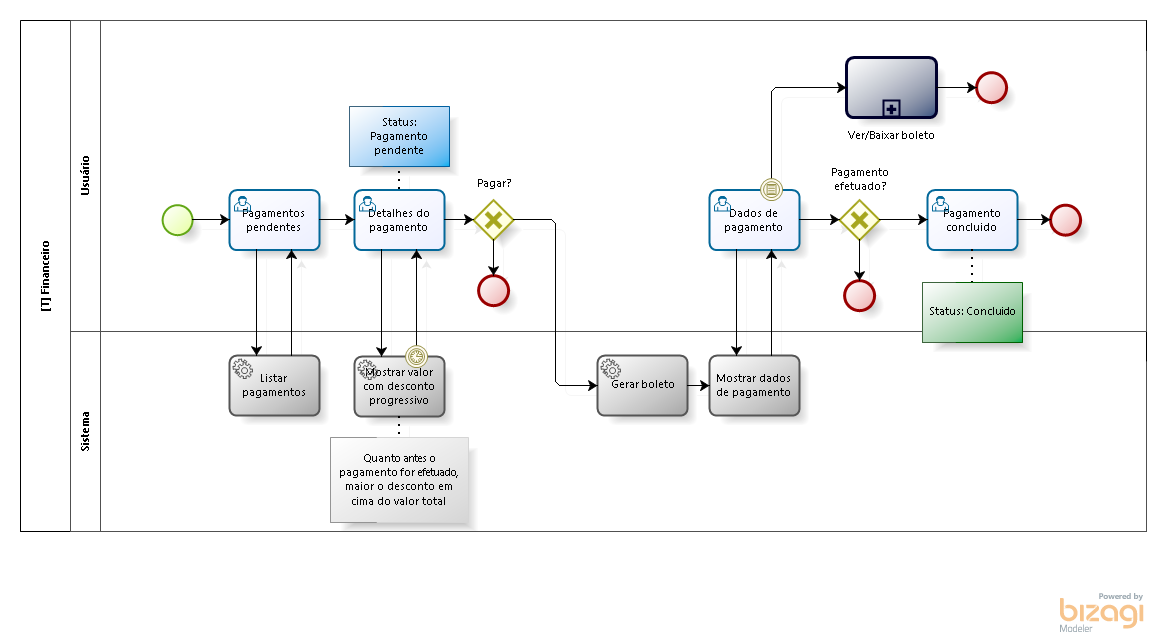 [T] Financeiro
Usuário
Ver/Baixar boleto
Status:
Pagamento
pendente
Pagar?
Pagamento
efetuado?
Pagamentos
pendentes
Detalhes do
pagamento
Dados de
pagamento
Pagamento
concluido
Status: Concluido
Sistema
Listar
pagamentos
Mostrar valor
com desconto
progressivo
Gerar boleto
Mostrar dados
de pagamento
Quanto antes o
pagamento for efetuado,
maior o desconto em
cima do valor total
Powered by
bizagi
Modeler